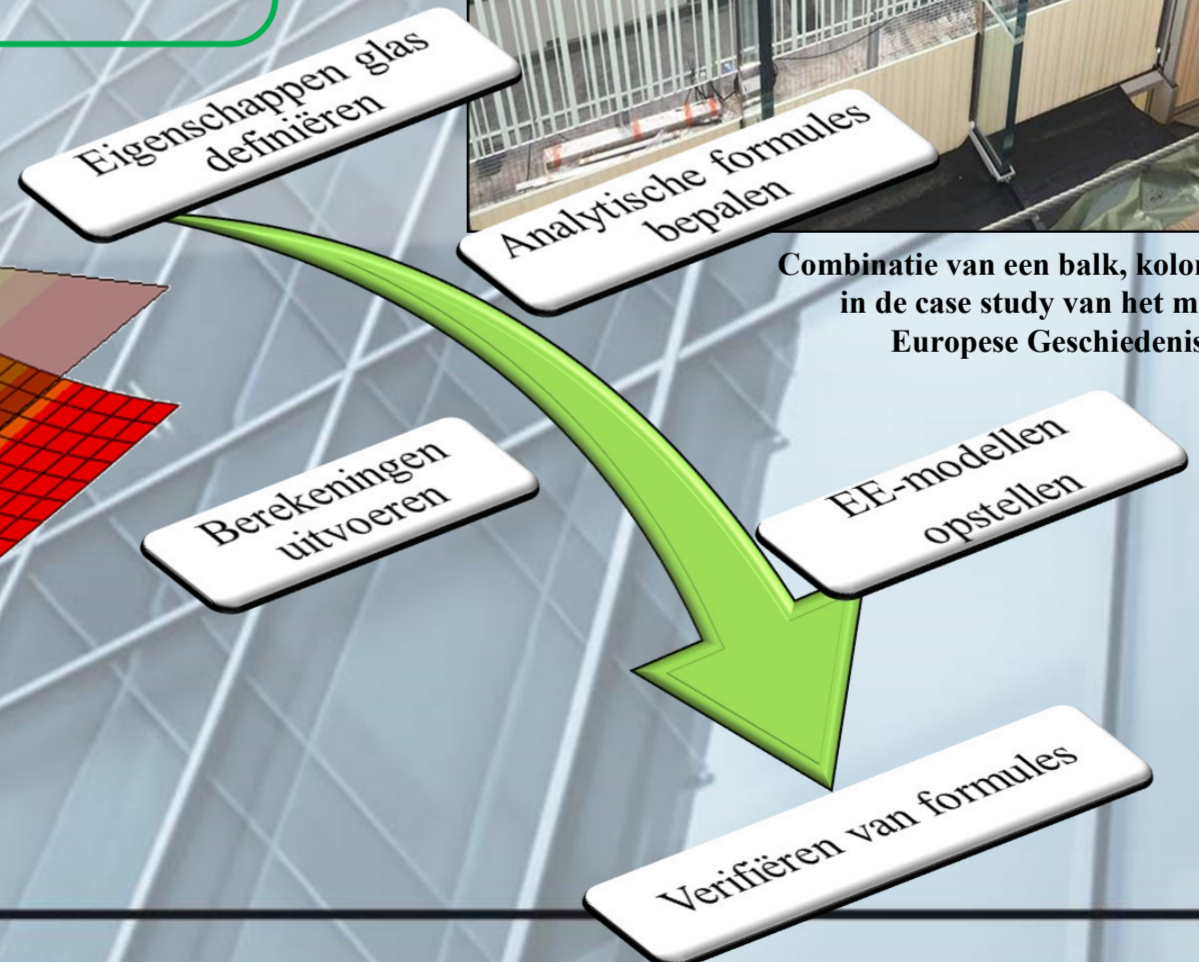 Eigenschappen glas
definiëren
Analytische formules
bepalen
Combinatie van een balk,
in de case study van het
Europese Geschiedenis
Berekeningen
uitvoeren
EE-modellen
opstellen
Verifiëren van formules